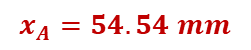 x_A = 54.54 mm